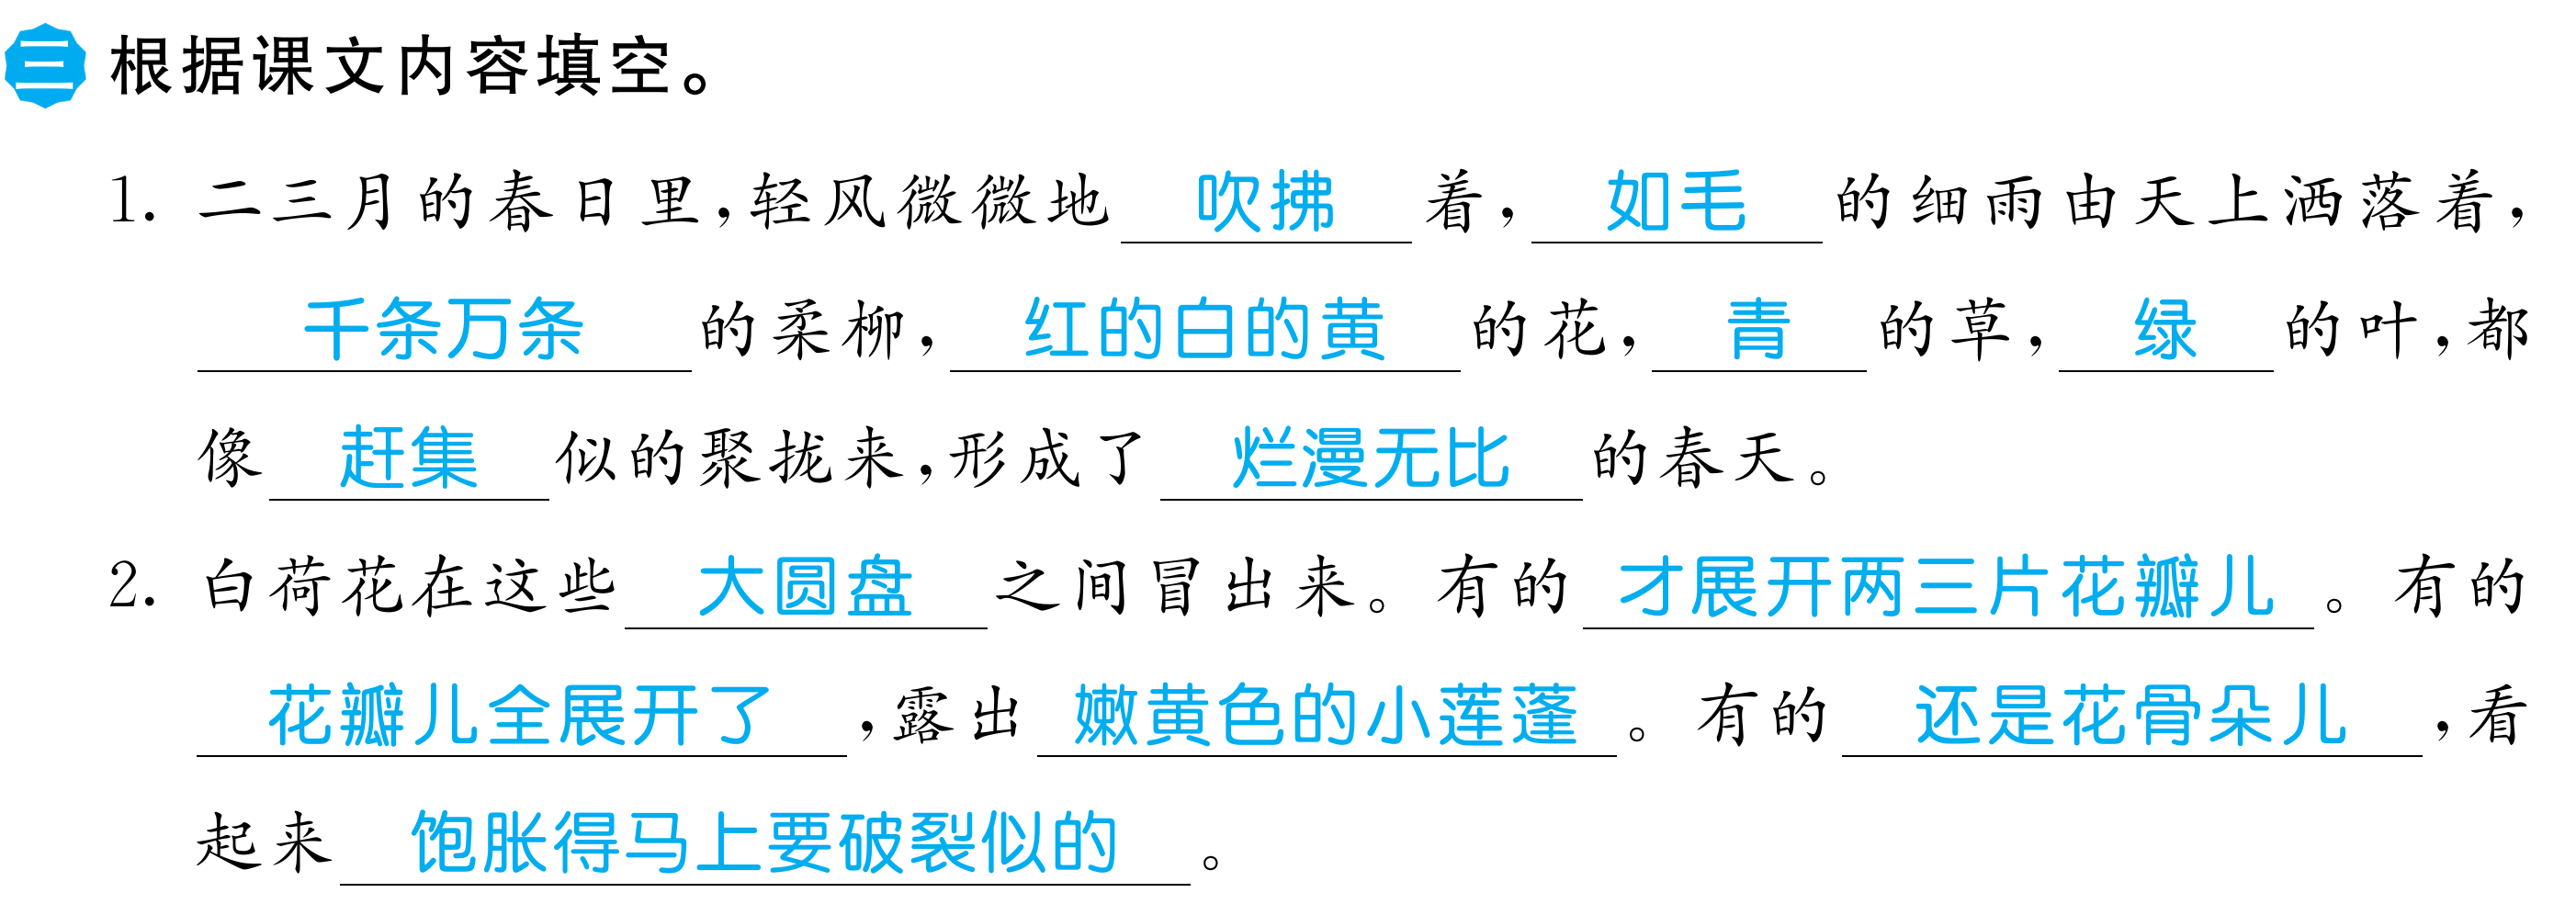 三 根据课文内容填空。
1. 二三月的春日里,轻风微微地 吹拂 着, 如毛 的细雨由天上洒落着,
千条万条 的柔柳, 红的白的黄 的花, 青 的草, 绿 的叶,都
像 赶集 似的聚拢来,形成了 烂漫无比 的春天。
2. 白荷花在这些 大圆盘 之间冒出来。有的 才展开两三片花瓣儿 。有的
花瓣儿全展开了 ,露出 嫩黄色的小莲蓬 。有的 还是花骨朵儿 ,看
起来 饱胀得马上要破裂似的 。